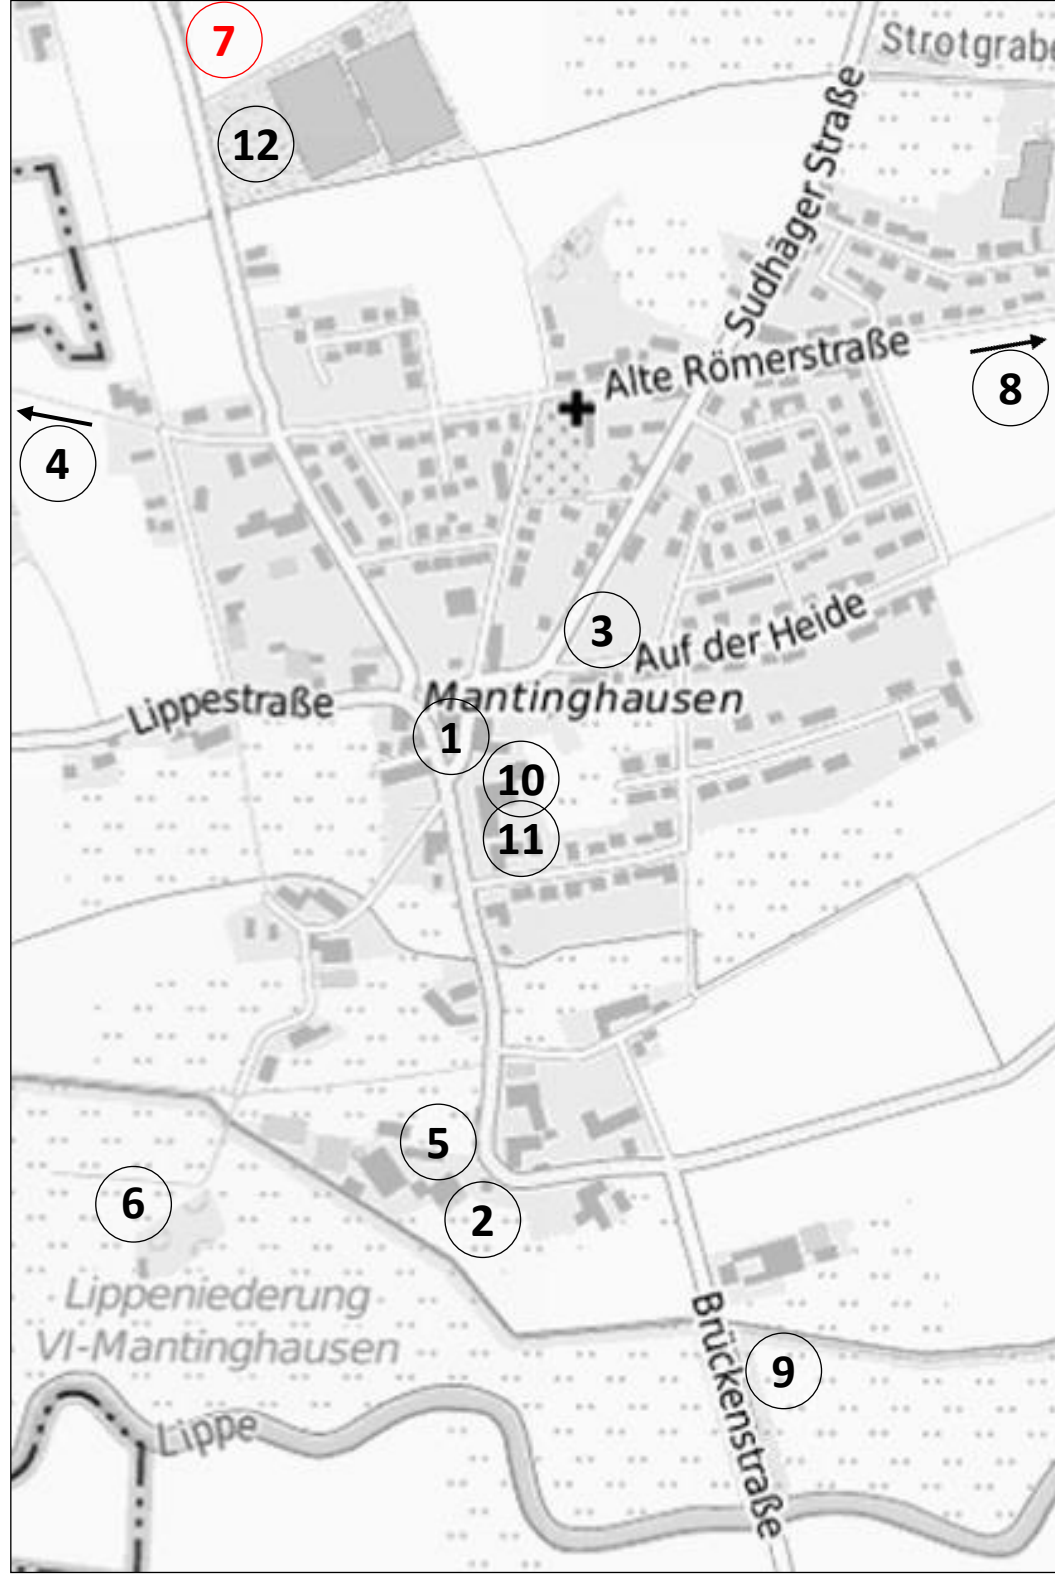 7
Strotgrabe
12
Sudhäger Straße
Alte Römerstraße
8
4
3
Auf der Heide
Mantinghausen
Lippestraße
1
10
11
5
6
2
Lippeniederung
VI-Mantinghausen
Brückenstraße
9
Lippe